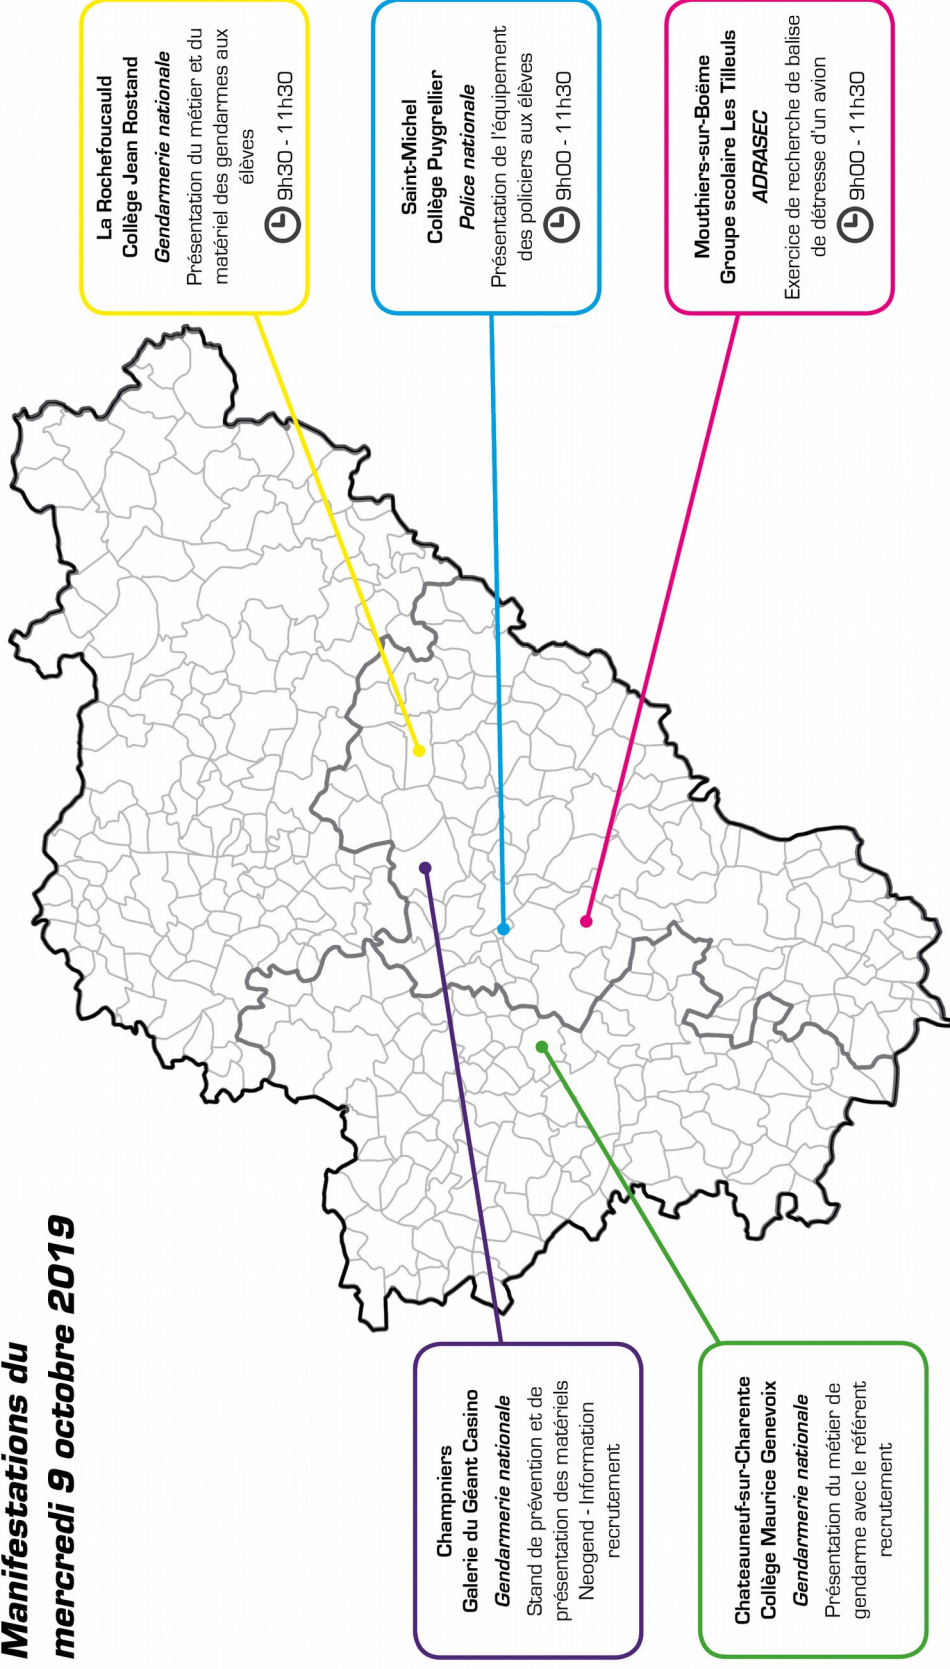 Manifestations du
mercredi 9 octobre 2019
La Rochefoucauld
Collège Jean Rostand
Gendarmerie nationale
Présentation du métier et du
matériel des gendarmes aux
élèves
9h30 - 11h30
Saint-Michel
Collège Puygrellier
Police nationale
Présentation de l'équipement
des policiers aux élèves
9h00 - 11h30
Mouthiers-sur-Boëme
Groupe scolaire Les Tilleuls
ADRASEC
Exercice de recherche de balise
de détresse d'un avion
9h00 - 11h30
Champniers
Galerie du Géant Casino
Gendarmerie nationale
Stand de prévention et de
présentation des matériels
Neogend - Information
recrutement
Chateauneuf-sur-Charente
Collège Maurice Genevoix
Gendarmerie nationale
Présentation du métier de
gendarme avec le référent
recrutement